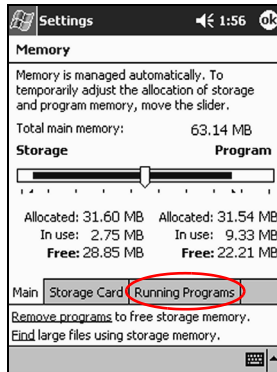 Settings 1:56 ok
Memory
Memory is managed automatically. To
temporarily adjust the allocation of storage
and program memory, move the slider.
Total main memory: 63.14 MB
Storage Program
Allocated: 31.60 MB Allocated: 31.54 MB
In use: 2.75 MB In use: 9.33 MB
Free: 28.85 MB Free: 22.21 MB
Main Storage Card Running Programs
Remove programs to free storage memory.
Find large files using storage memory.